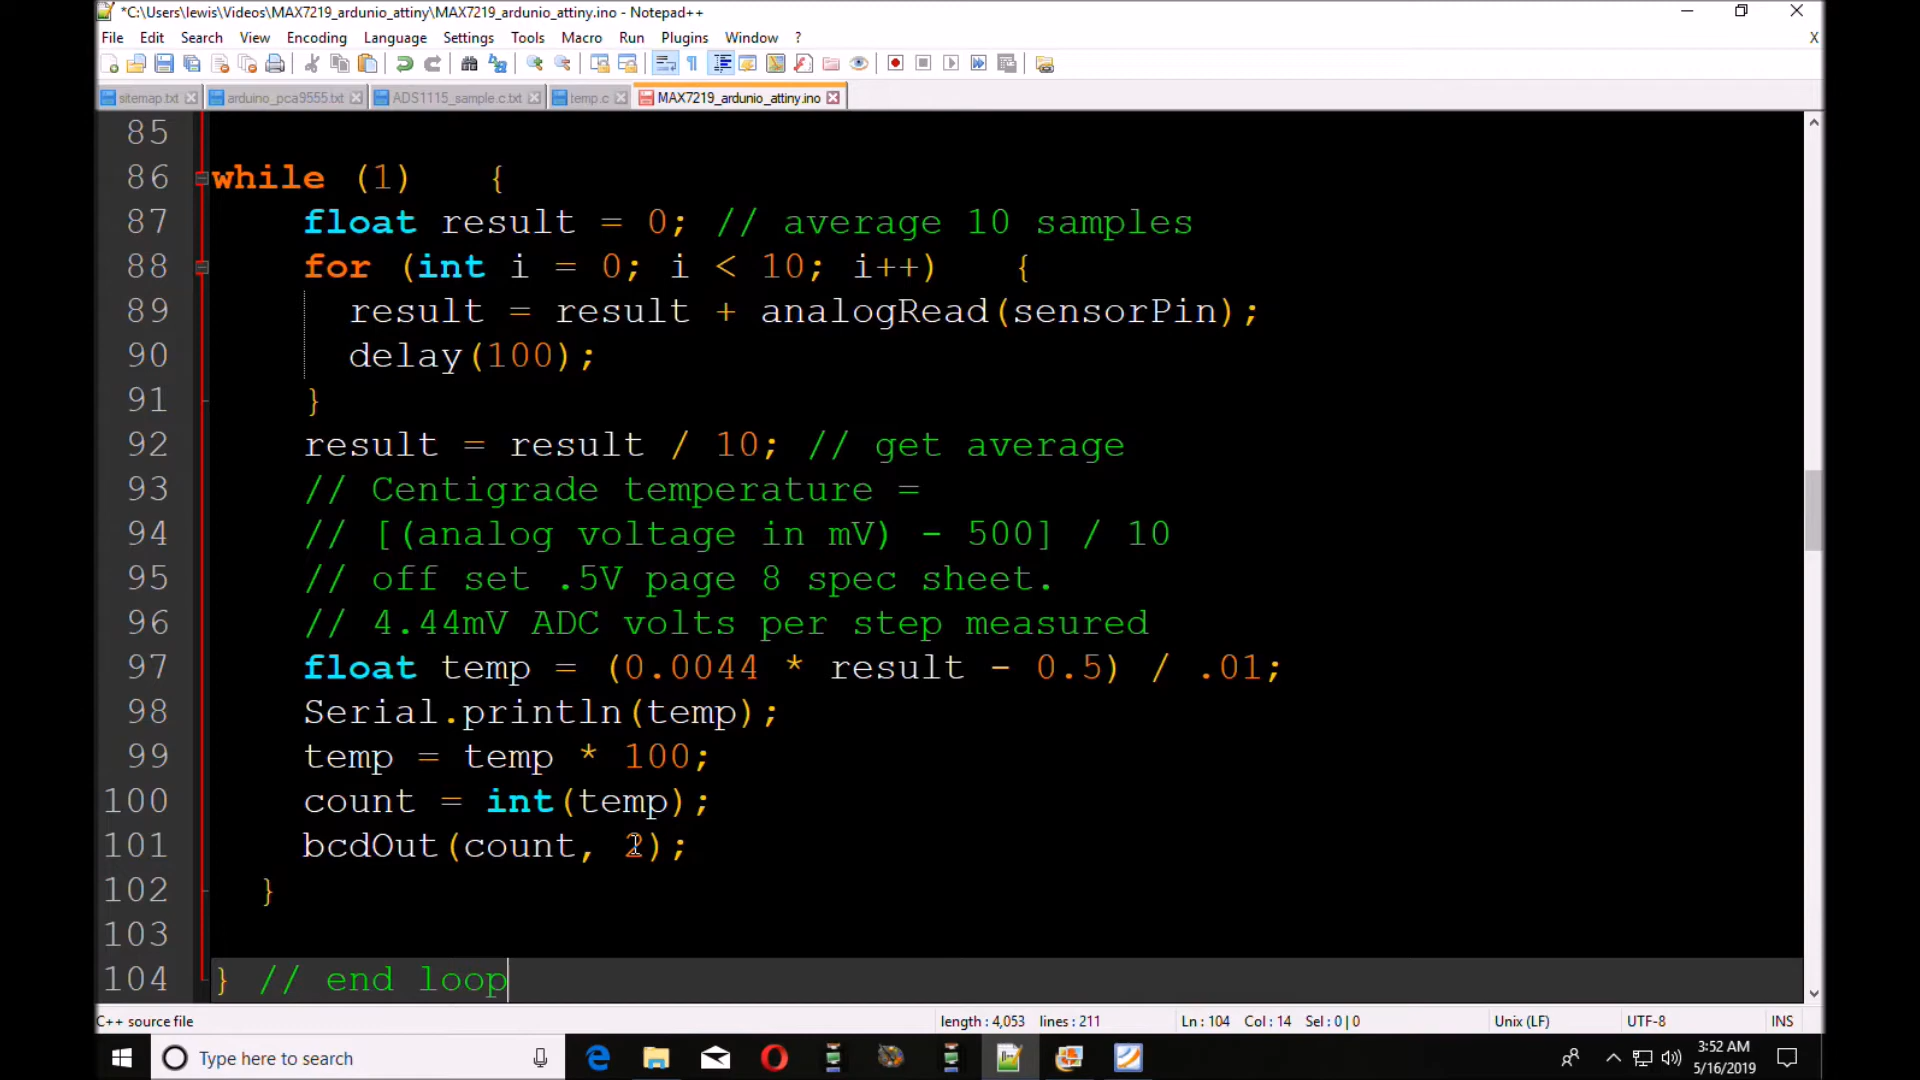 *C:\Users\lewis\Videos\MAX7219_ardunio_attiny\MAX7219_ardunio_attiny.ino - Notepad++
File Edit Search View Encoding Language Settings Tools Macro Run Plugins Window ? X
sitemap.txt arduino_pca9555.txt ADS1115_sample.c.txt temp.c MAX7219_ardunio_attiny.ino
85
86 while (1) {
87 float result = 0; // average 10 samples
88 for (int i = 0; i < 10; i++) {
89 result = result + analogRead(sensorPin);
90 delay(100);
91 }
92 result = result / 10; // get average
93 // Centigrade temperature =
94 // [(analog voltage in mV) - 500] / 10
95 // off set .5V page 8 spec sheet.
96 // 4.44mV ADC volts per step measured
97 float temp = (0.0044 * result - 0.5) / .01;
98 Serial.println(temp);
99 temp = temp * 100;
100 count = int(temp);
101 bcdOut(count, 2);
102 }
103
104 } // end loop
C++ source file length : 4,053 lines : 211 Ln : 104 Col : 14 Sel : 0 | 0 Unix (LF) UTF-8 INS
Type here to search 3:52 AM
5/16/2019